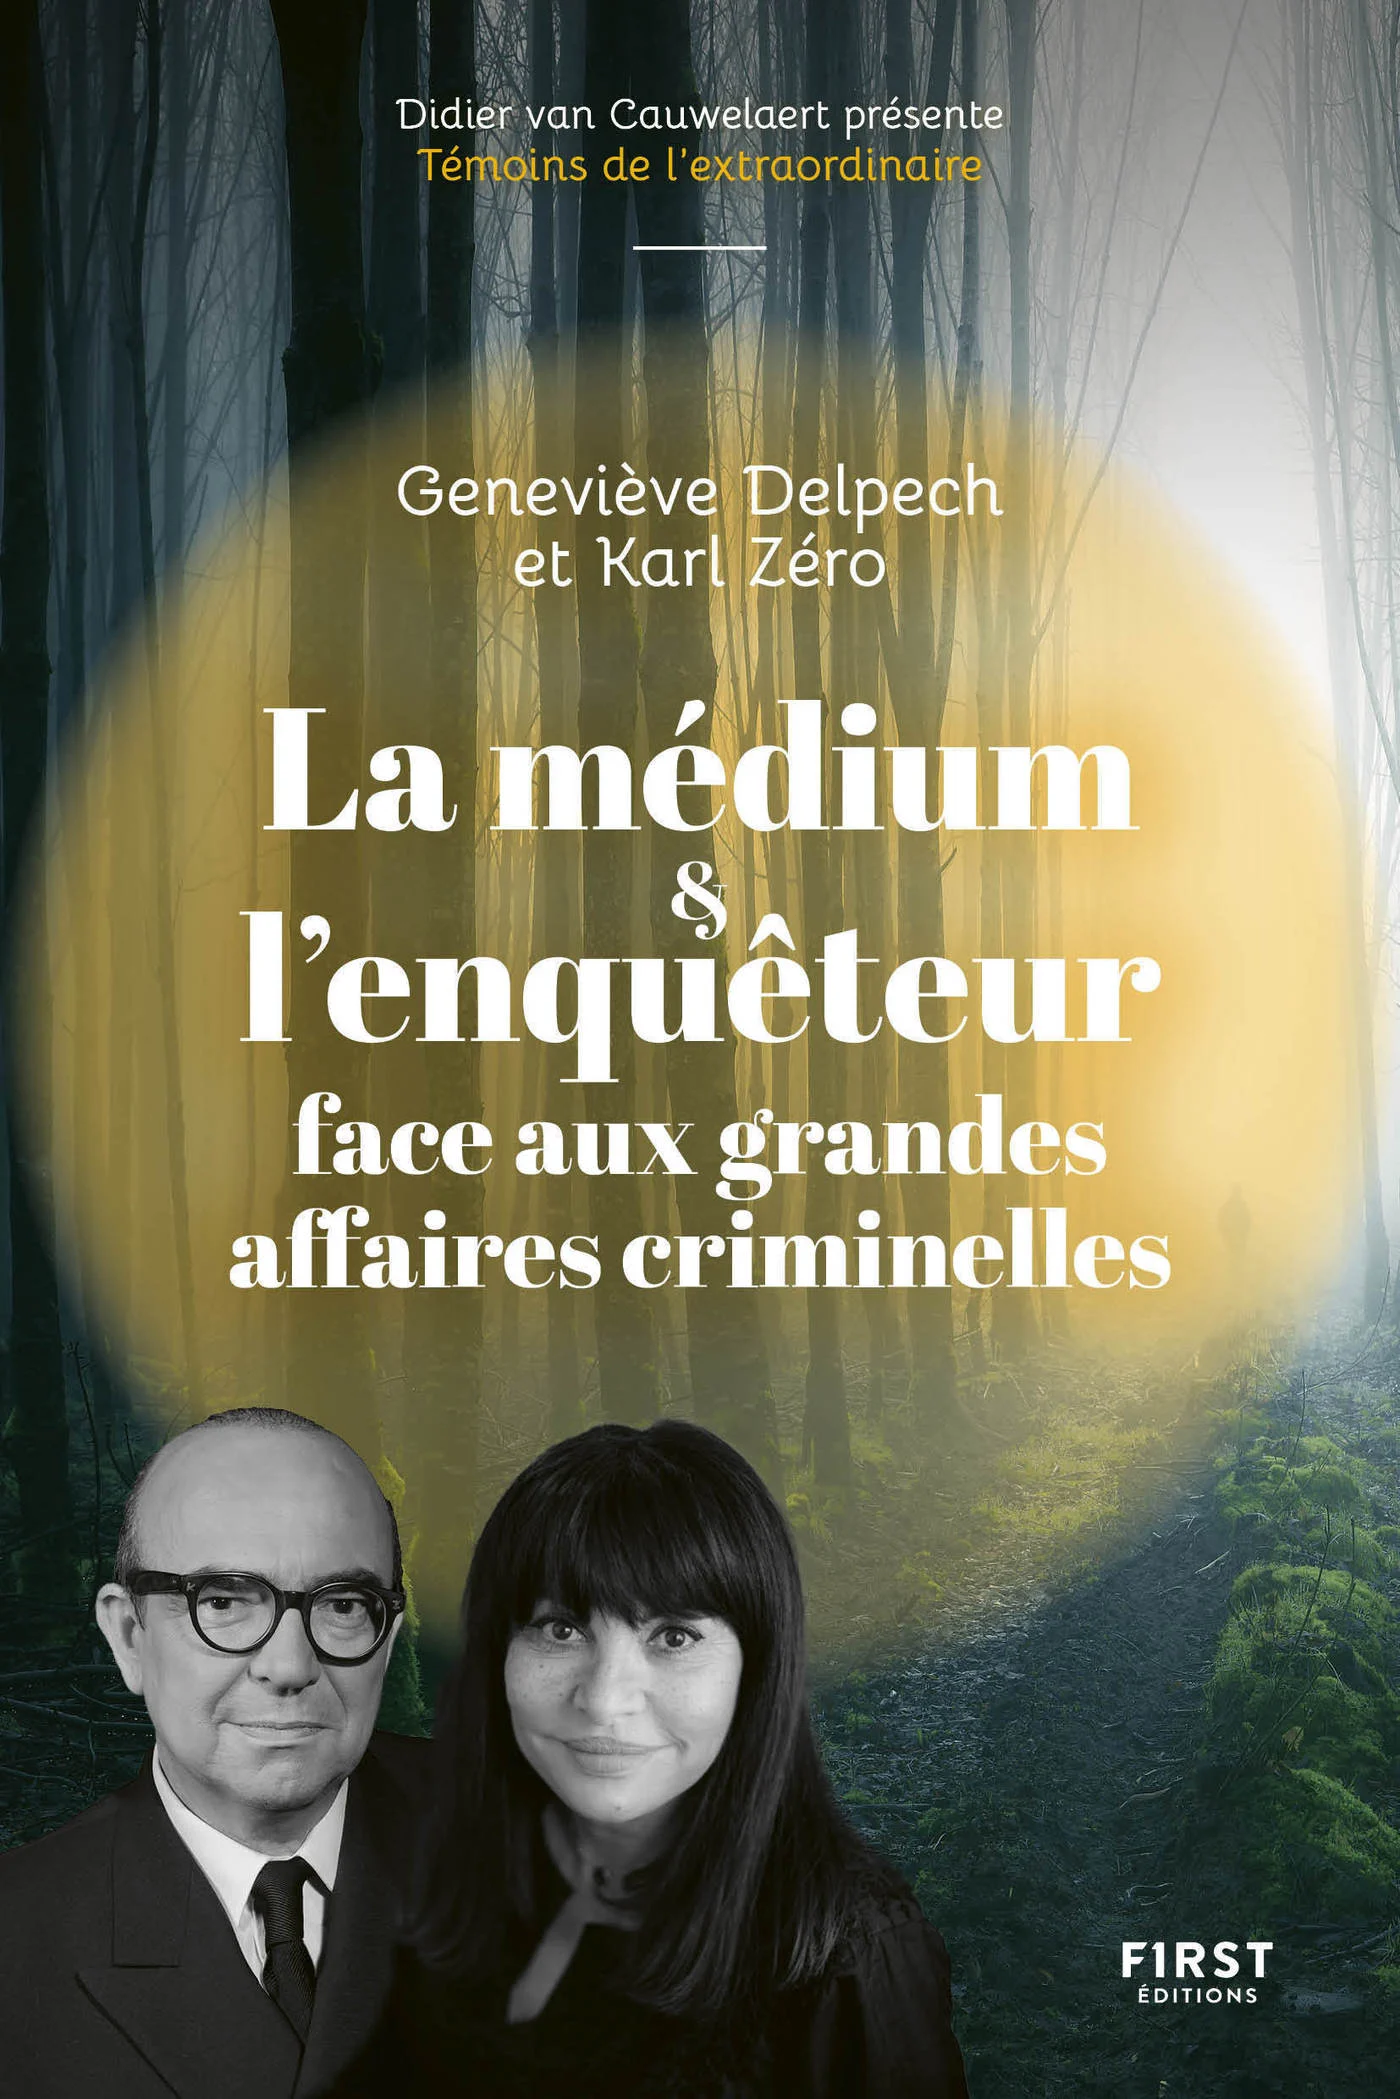 Didier van Cauwelaert présente
Témoins de l'extraordinaire
Geneviève Delpech
et Karl Zéro
La médium
&
l'enquêteur
face aux grandes
affaires criminelles
F1RST
ÉDITIONS